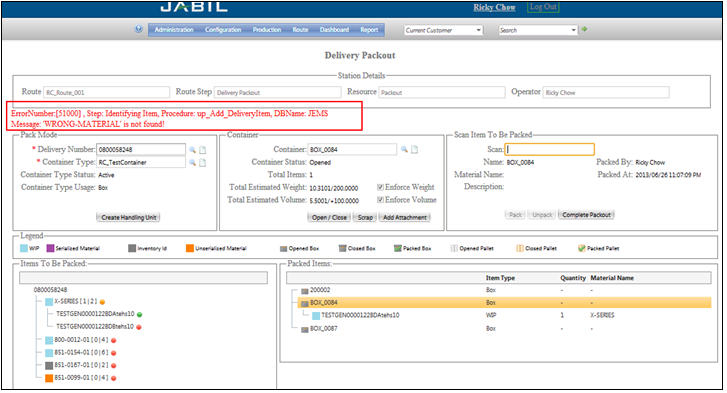 JABIL
Ricky Chow Log Out
Administration Configuration Production Route Dashboard Report Current Customer Search
Delivery Packout
Station Details
Route RC_Route_001 Route Step Delivery Packout Resource Packout Operator Ricky Chow
ErrorNumber:[51000] , Step: Identifying Item, Procedure: up_Add_DeliveryItem, DBName: JEMS
Message: 'WRONG-MATERIAL' is not found!
Pack Mode
* Delivery Number: 0800058248
* Container Type: RC_TestContainer
Container Type Status: Active
Container Type Usage: Box
Create Handling Unit
Container
Container: BOX_0084
Container Status: Opened
Total Items: 1
Total Estimated Weight: 10.3101/200.0000 Enforce Weight
Total Estimated Volume: 5.5001/+100.0000 Enforce Volume
Open / Close Scrap Add Attachment
Scan Item To Be Packed
Scan:
Name: BOX_0084 Packed By: Ricky Chow
Material Name: Packed At: 2013/06/26 11:07:09 PM
Description:
Pack Unpack Complete Packout
Legend
WIP Serialized Material Inventory Id Unserialized Material Opened Box Closed Box Packed Box Opened Pallet Closed Pallet Packed Pallet
Items To Be Packed:
0800058248
X-SERIES [ 1 | 2 ]
TESTGEN0000122BDAtehs10
TESTGEN0000122BDBtehs10
800-0012-01 [ 0 | 4 ]
851-0154-01 [ 0 | 6 ]
851-0167-01 [ 0 | 2 ]
851-0099-01 [ 0 | 4 ]
Packed Items:
Item Type Quantity Material Name
200002 Box - -
BOX_0084 Box - -
TESTGEN0000122BDAtehs10 WIP 1 X-SERIES
BOX_0087 Box - -